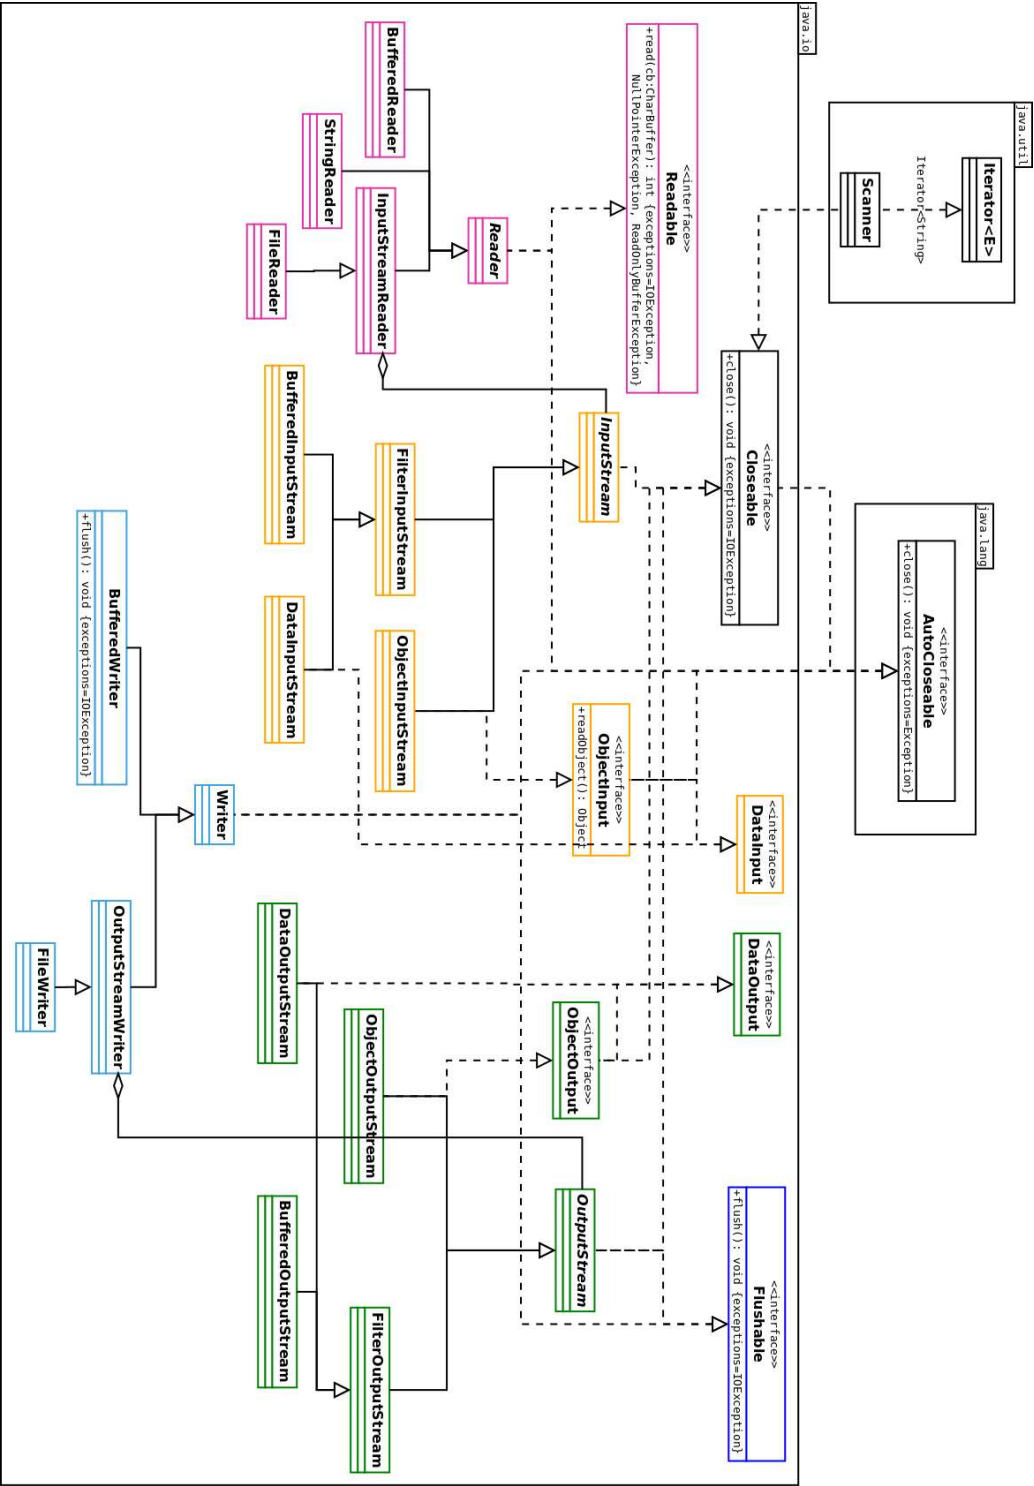 java.util
Iterator<E>
Iterator<String>
Scanner
java.lang
<<interface>>
AutoCloseable
+close(): void {exceptions=Exception}
java.io
<<interface>>
Readable
+read(cb:CharBuffer): int {exceptions=IOException,
NullPointerException, ReadOnlyBufferException}
<<interface>>
Closeable
+close(): void {exceptions=IOException}
<<interface>>
DataInput
<<interface>>
DataOutput
<<interface>>
Flushable
+flush(): void {exceptions=IOException}
Reader
InputStream
<<interface>>
ObjectInput
+readObject(): Object
<<interface>>
ObjectOutput
OutputStream
BufferedReader
StringReader
InputStreamReader
FileReader
FilterInputStream
ObjectInputStream
BufferedInputStream
DataInputStream
ObjectOutputStream
FilterOutputStream
DataOutputStream
BufferedOutputStream
Writer
BufferedWriter
+flush(): void {exceptions=IOException}
OutputStreamWriter
FileWriter